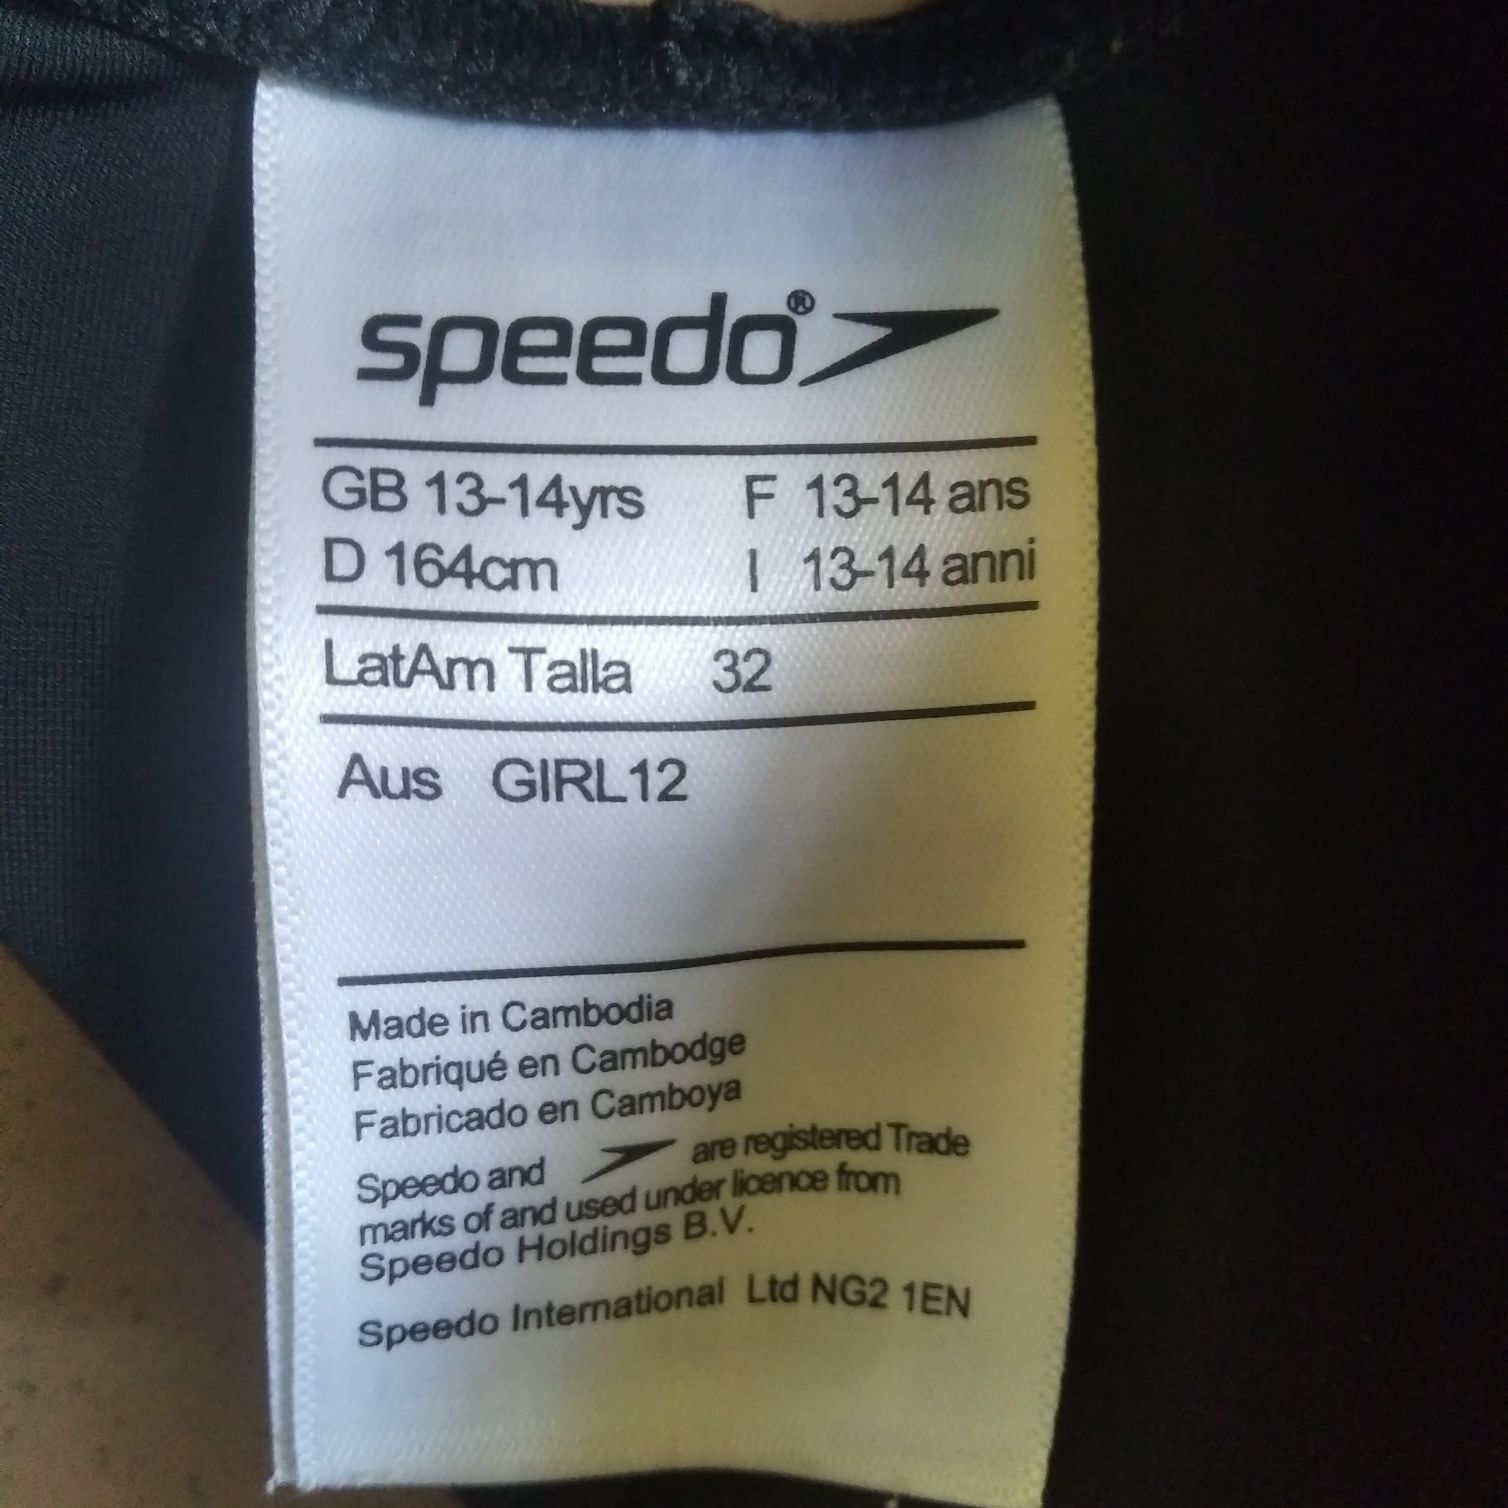 speedo®
GB 13-14yrs F 13-14 ans
D 164cm I 13-14 anni
LatAm Talla 32
Aus GIRL12
Made in Cambodia
Fabriqué en Cambodge
Fabricado en Camboya
Speedo and are registered Trade
marks of and used under licence from
Speedo Holdings B.V.
Speedo International Ltd NG2 1EN